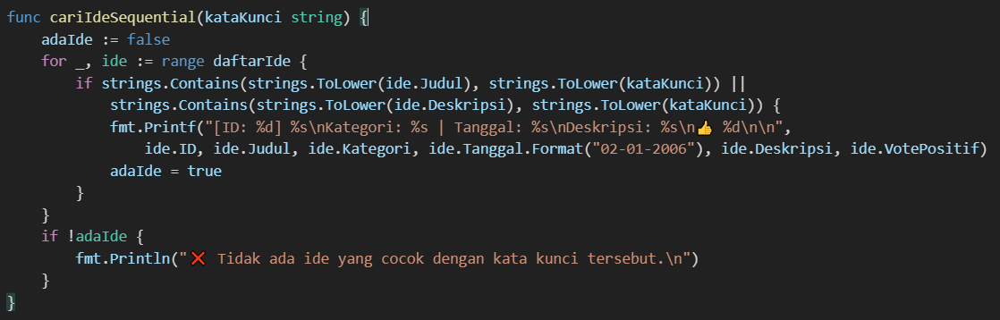 func cariIdeSequential(kataKunci string) {
    adaIde := false
    for _, ide := range daftarIde {
        if strings.Contains(strings.ToLower(ide.Judul), strings.ToLower(kataKunci)) ||
            strings.Contains(strings.ToLower(ide.Deskripsi), strings.ToLower(kataKunci)) {
            fmt.Printf("[ID: %d] %s\nKategori: %s | Tanggal: %s\nDeskripsi: %s\n👍 %d\n\n",
                ide.ID, ide.Judul, ide.Kategori, ide.Tanggal.Format("02-01-2006"), ide.Deskripsi, ide.VotePositif)
            adaIde = true
        }
    }
    if !adaIde {
        fmt.Println("❌ Tidak ada ide yang cocok dengan kata kunci tersebut.\n")
    }
}